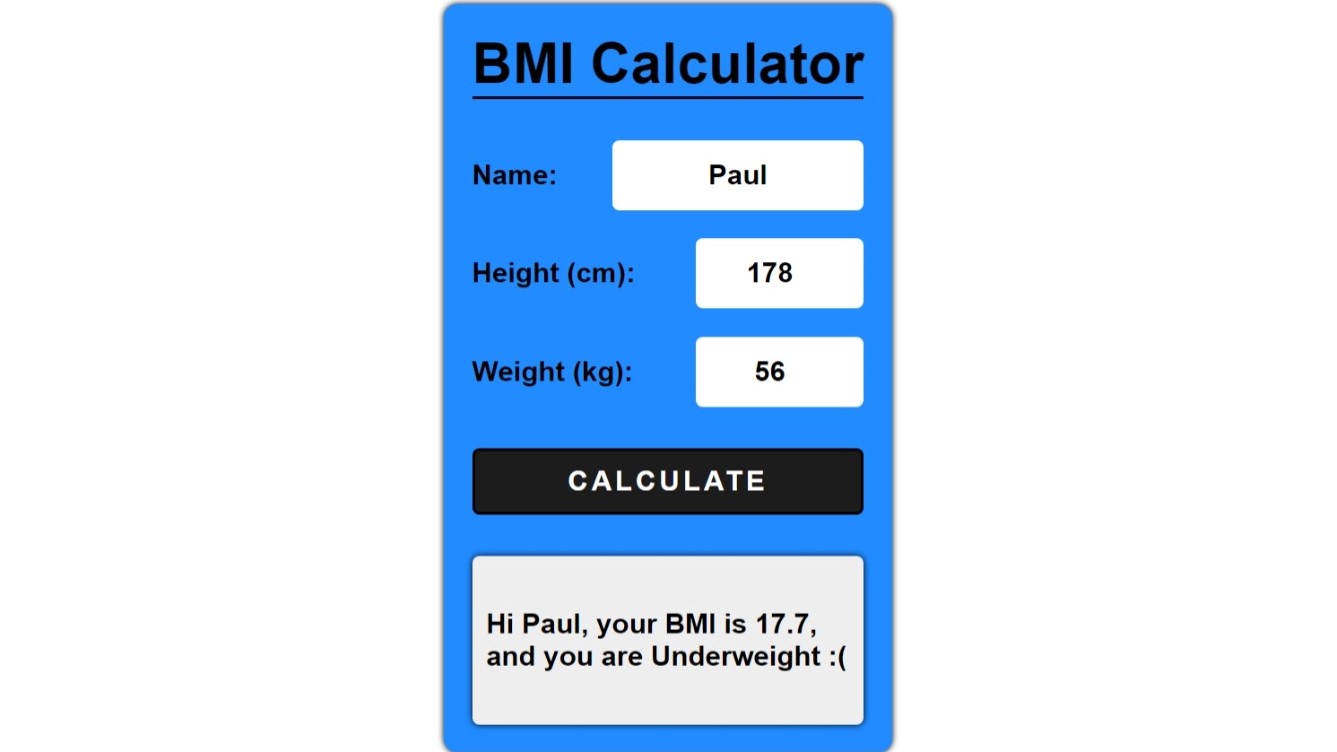 BMI Calculator
Name: Paul
Height (cm): 178
Weight (kg): 56
CALCULATE
Hi Paul, your BMI is 17.7,
and you are Underweight :(